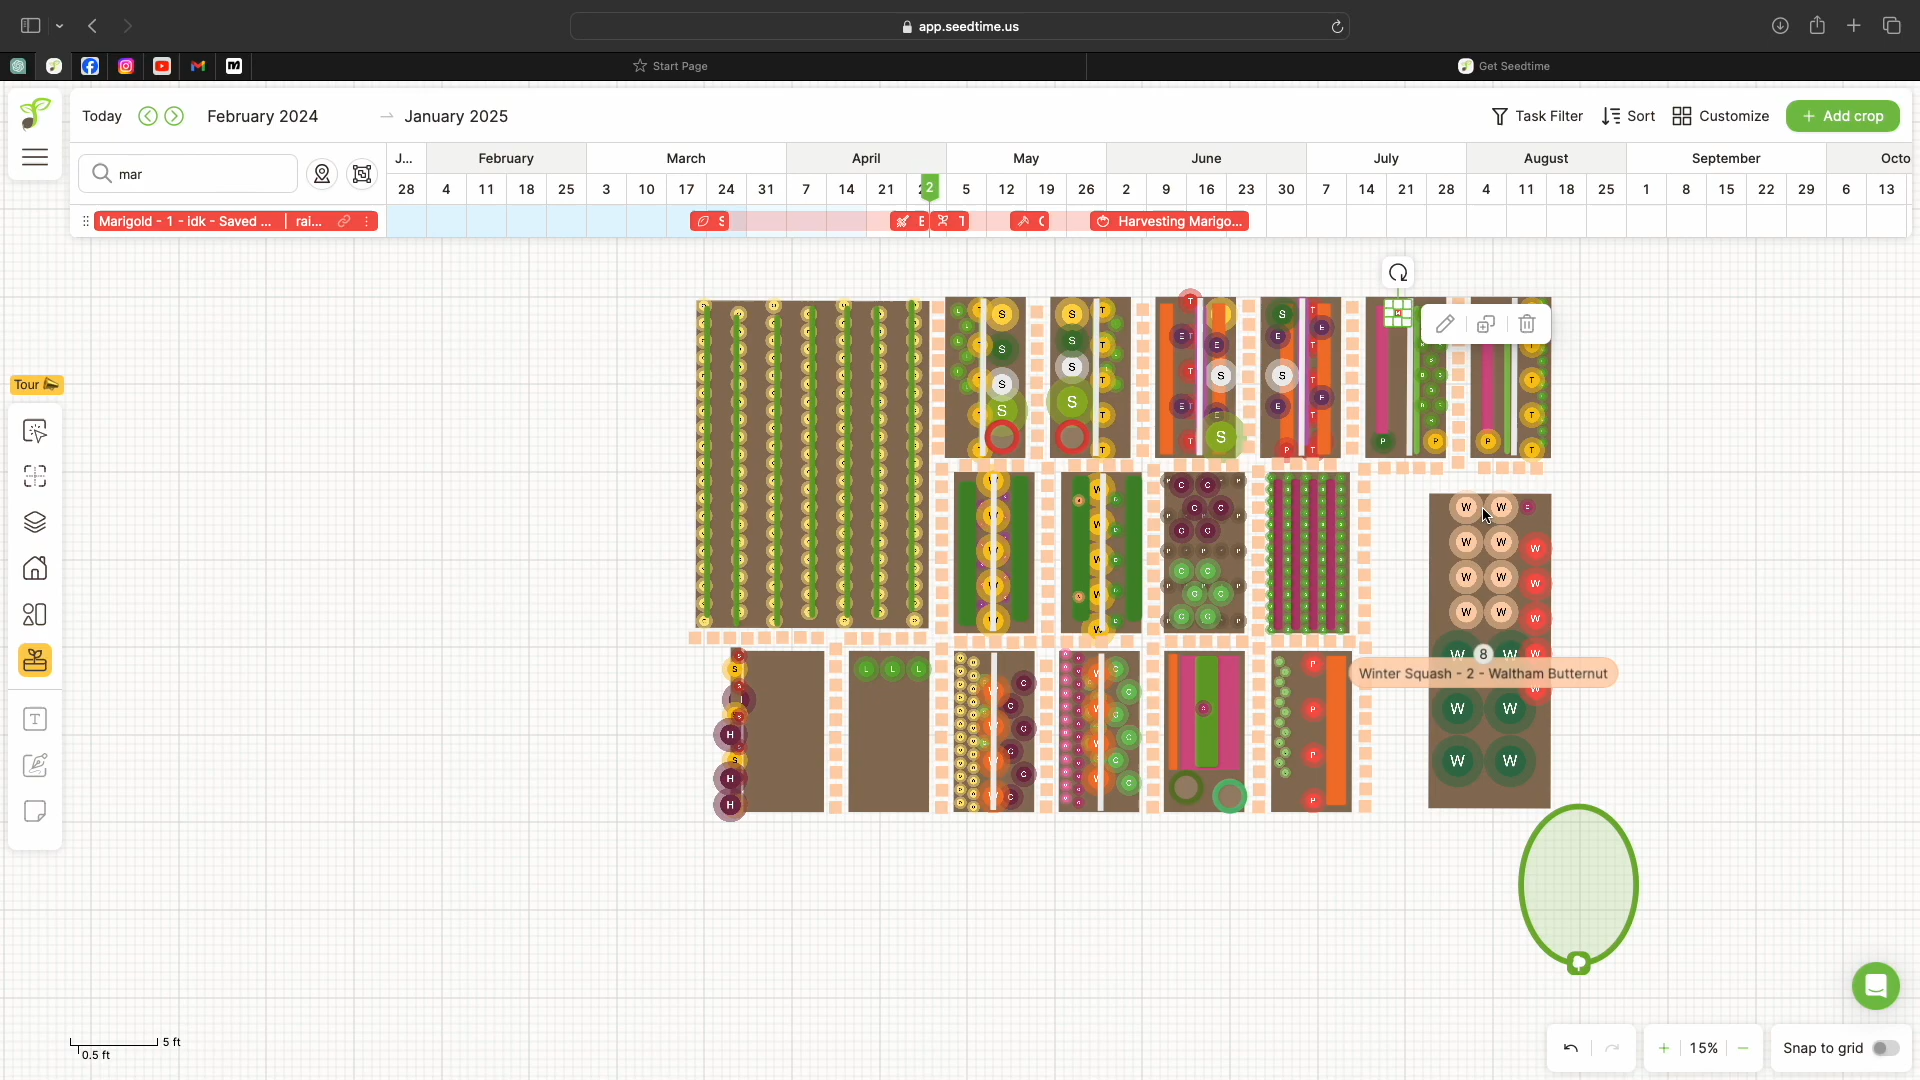 app.seedtime.us
Start Page
Get Seedtime
Today
February 2024
January 2025
Task Filter
Sort
Customize
+ Add crop
mar
J... February March April May June July August September Octo
28 4 11 18 25 3 10 17 24 31 7 14 21 2 5 12 19 26 2 9 16 23 30 7 14 21 28 4 11 18 25 1 8 15 22 29 6 13
Marigold - 1 - idk - Saved ... | rai...
Harvesting Marigo...
Tour
8
Winter Squash - 2 - Waltham Butternut
5 ft
0.5 ft
15%
Snap to grid